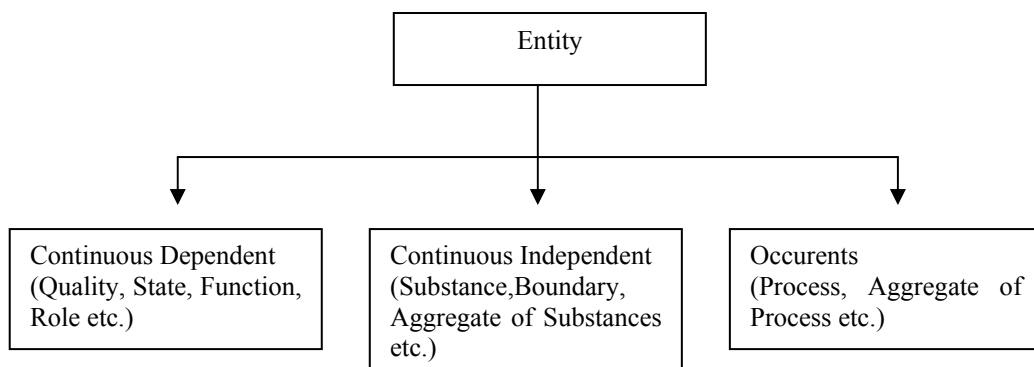 Entity
Continuous Dependent
(Quality, State, Function,
Role etc.)
Continuous Independent
(Substance,Boundary,
Aggregate of Substances
etc.)
Occurents
(Process, Aggregate of
Process etc.)